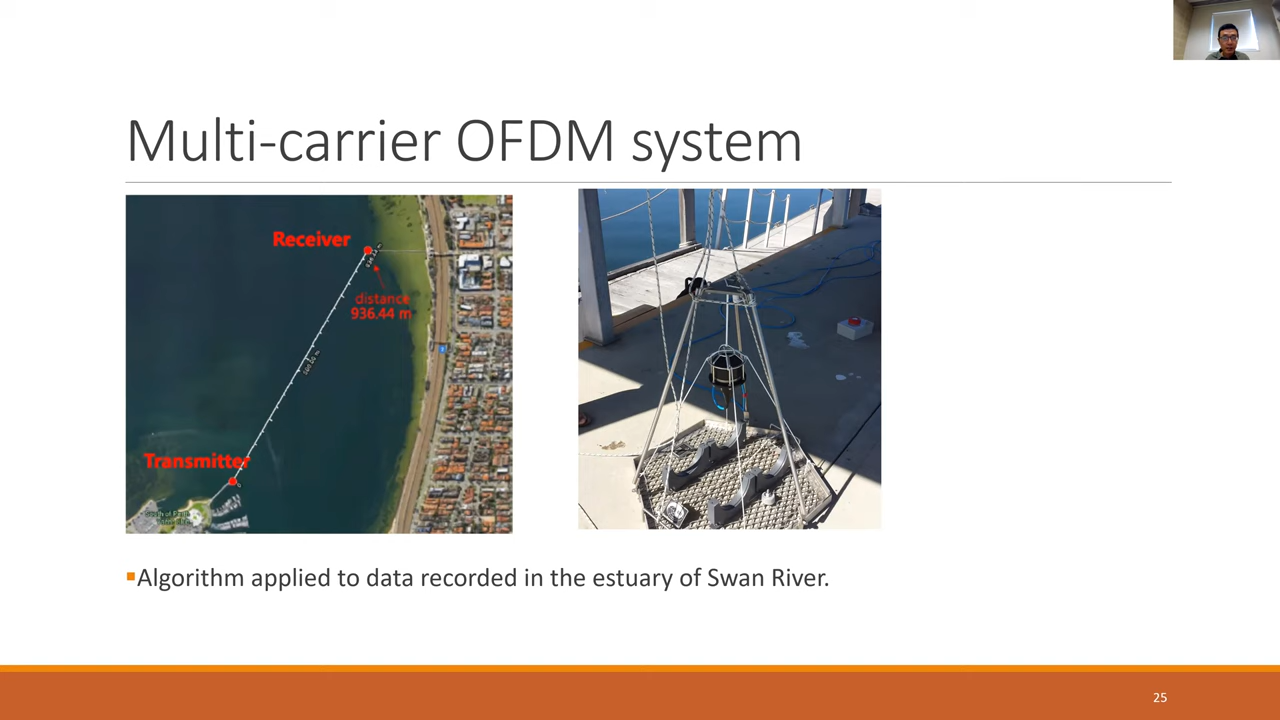 Multi-carrier OFDM system
Receiver
distance
936.44 m
Transmitter
Algorithm applied to data recorded in the estuary of Swan River.
25